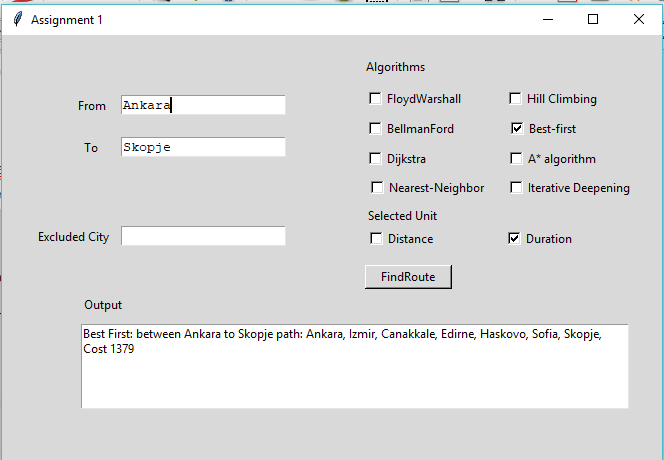 Assignment 1
Algorithms
From Ankara
FloydWarshall Hill Climbing
BellmanFord Best-first
To Skopje
Dijkstra A* algorithm
Nearest-Neighbor Iterative Deepening
Selected Unit
Excluded City
Distance Duration
FindRoute
Output
Best First: between Ankara to Skopje path: Ankara, Izmir, Canakkale, Edirne, Haskovo, Sofia, Skopje,
Cost 1379